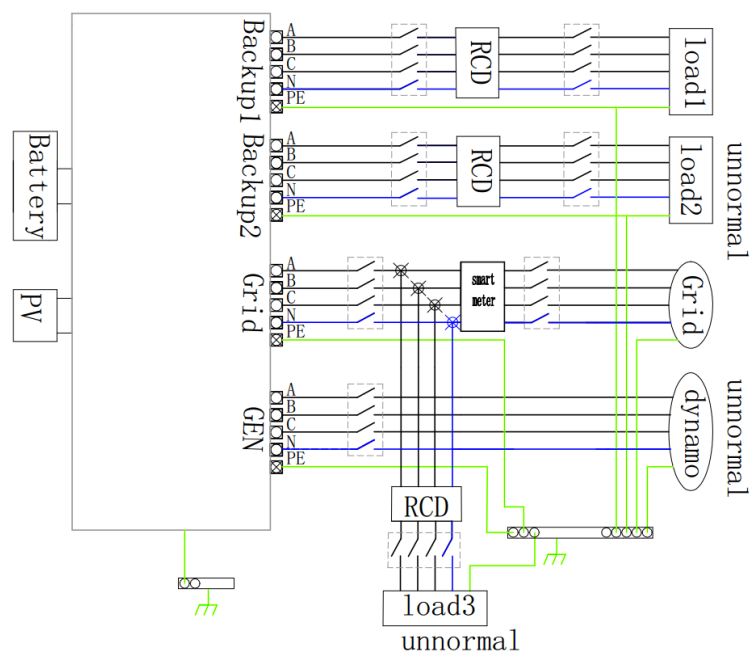 Backup1
A
B
C
N
PE
RCD
load1
Backup2
A
B
C
N
PE
RCD
load2
unnormal
Battery
PV
Grid
A
B
C
N
PE
smart
meter
Grid
GEN
A
B
C
N
PE
dynamo
unnormal
RCD
load3
unnormal